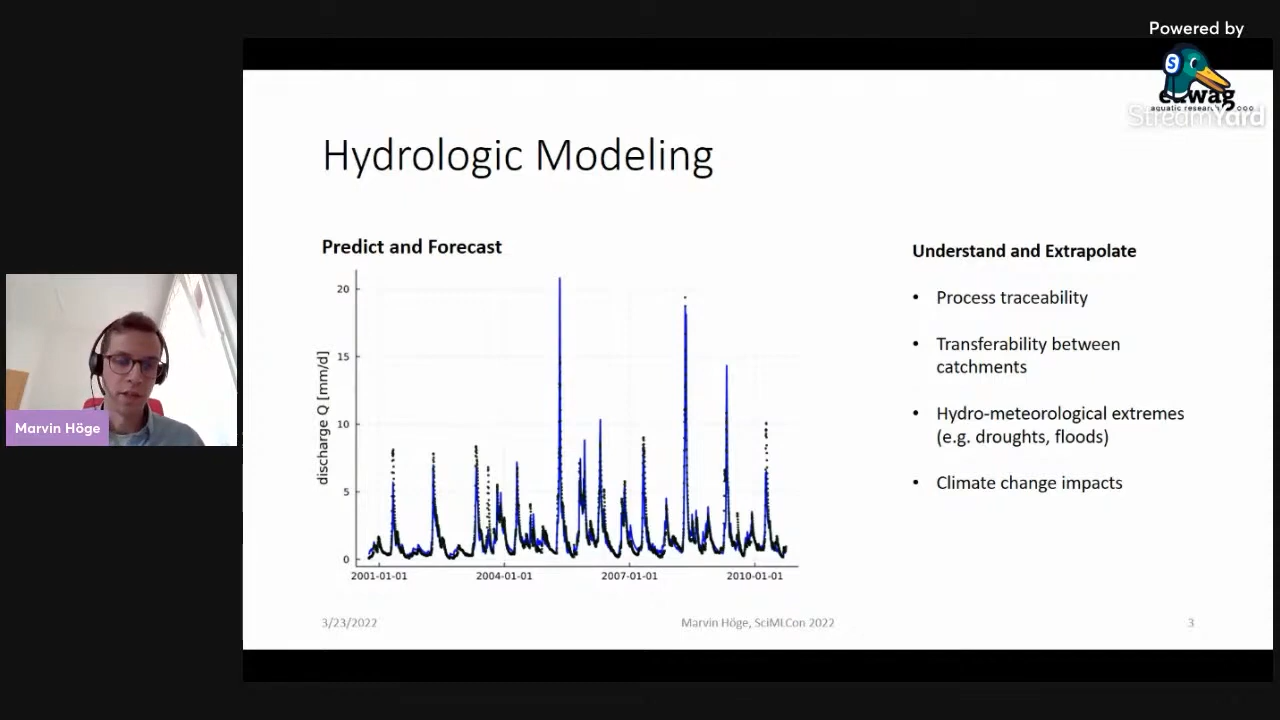 Powered by
S
eawag
aquatic research ooo
StreamYard
Hydrologic Modeling
Predict and Forecast
discharge Q [mm/d]
20
15
10
5
0
2001-01-01
2004-01-01
2007-01-01
2010-01-01
Understand and Extrapolate
• Process traceability
• Transferability between
catchments
• Hydro-meteorological extremes
(e.g. droughts, floods)
• Climate change impacts
Marvin Höge
3/23/2022
Marvin Höge, SciMLCon 2022
3